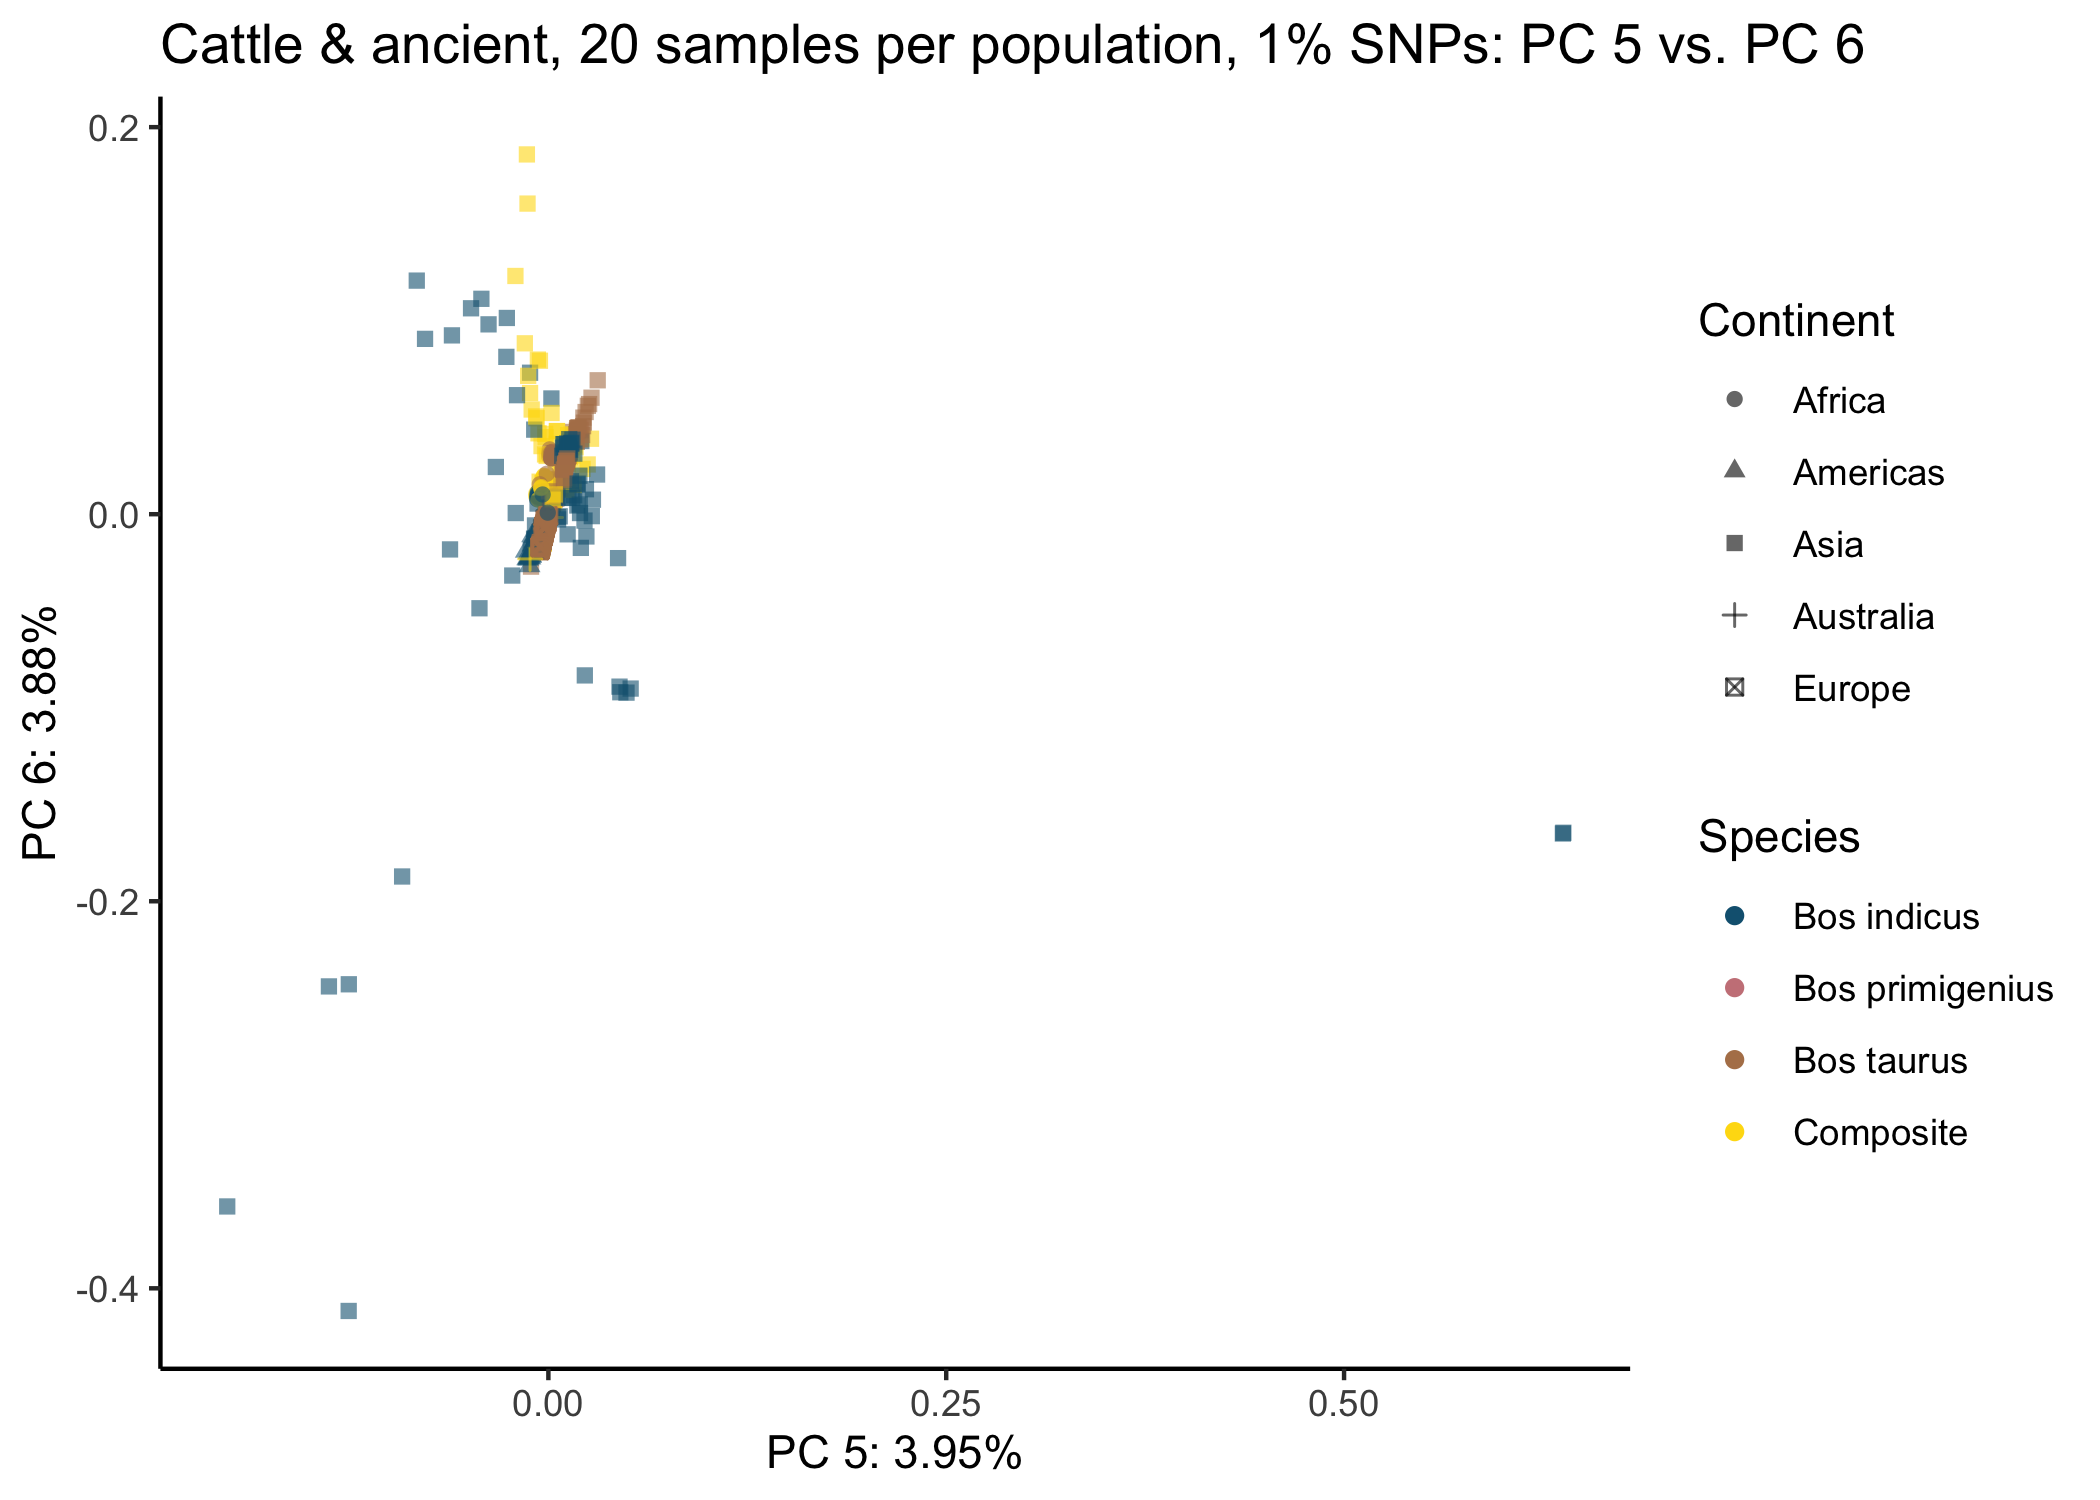 Cattle & ancient, 20 samples per population, 1% SNPs: PC 5 vs. PC 6
0.2
0.0
-0.2
-0.4
PC 6: 3.88%
0.00
0.25
0.50
PC 5: 3.95%
Continent
Africa
Americas
Asia
Australia
Europe
Species
Bos indicus
Bos primigenius
Bos taurus
Composite